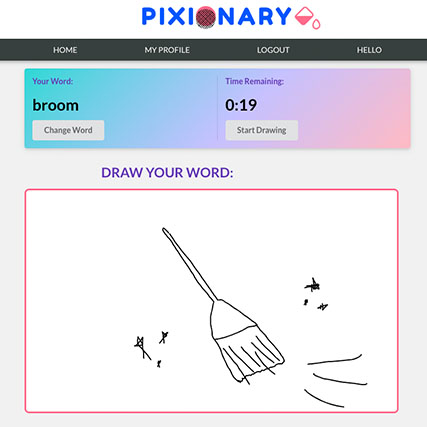 PIXIONARY
HOME MY PROFILE LOGOUT HELLO
Your Word: Time Remaining:
broom 0:19
Change Word Start Drawing
DRAW YOUR WORD: